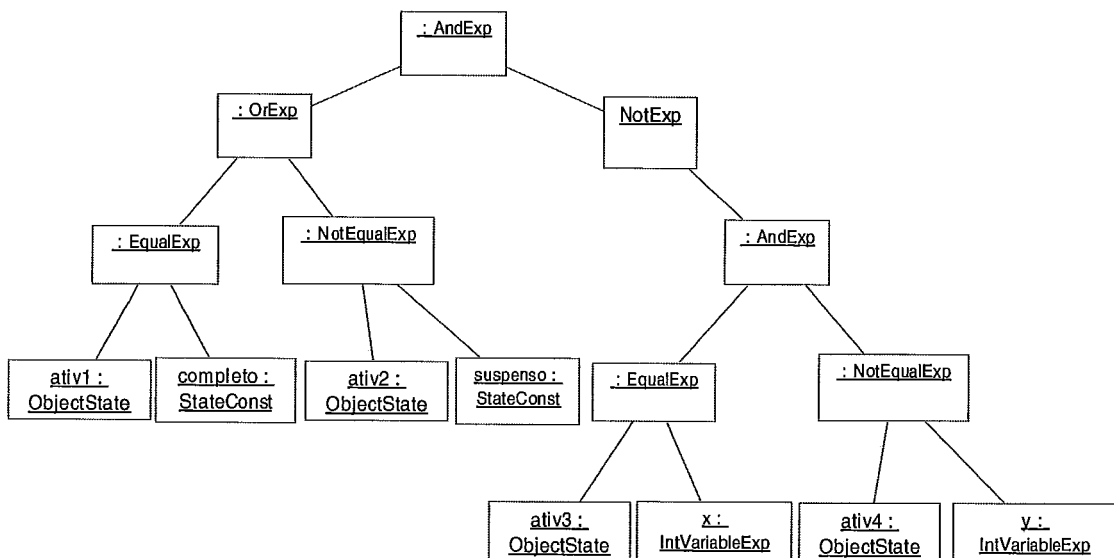 : AndExp
: OrExp
NotExp
: EqualExp
: NotEqualExp
: AndExp
ativ1 :
ObjectState
completo :
StateConst
ativ2 :
ObjectState
suspenso :
StateConst
: EqualExp
: NotEqualExp
ativ3 :
ObjectState
x :
IntVariableExp
ativ4 :
ObjectState
y :
IntVariableExp